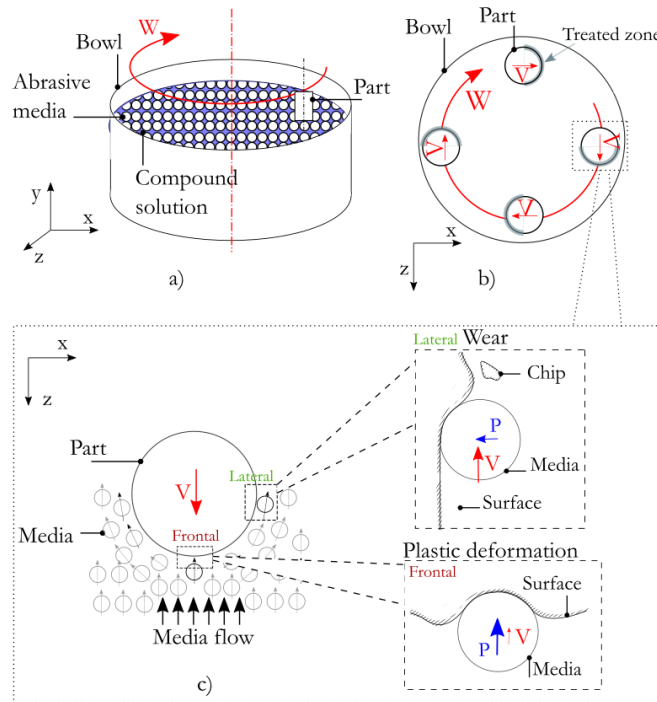 W
Bowl
Part
Abrasive
media
Compound
solution
y
x
z
a)
Part
Bowl
Treated zone
V
W
V
V
V
x
z
b)
x
z
Part
V
Lateral
Media
Frontal
Media flow
c)
Lateral Wear
Chip
P
V
Media
Surface
Plastic deformation
Frontal
Surface
P
V
Media